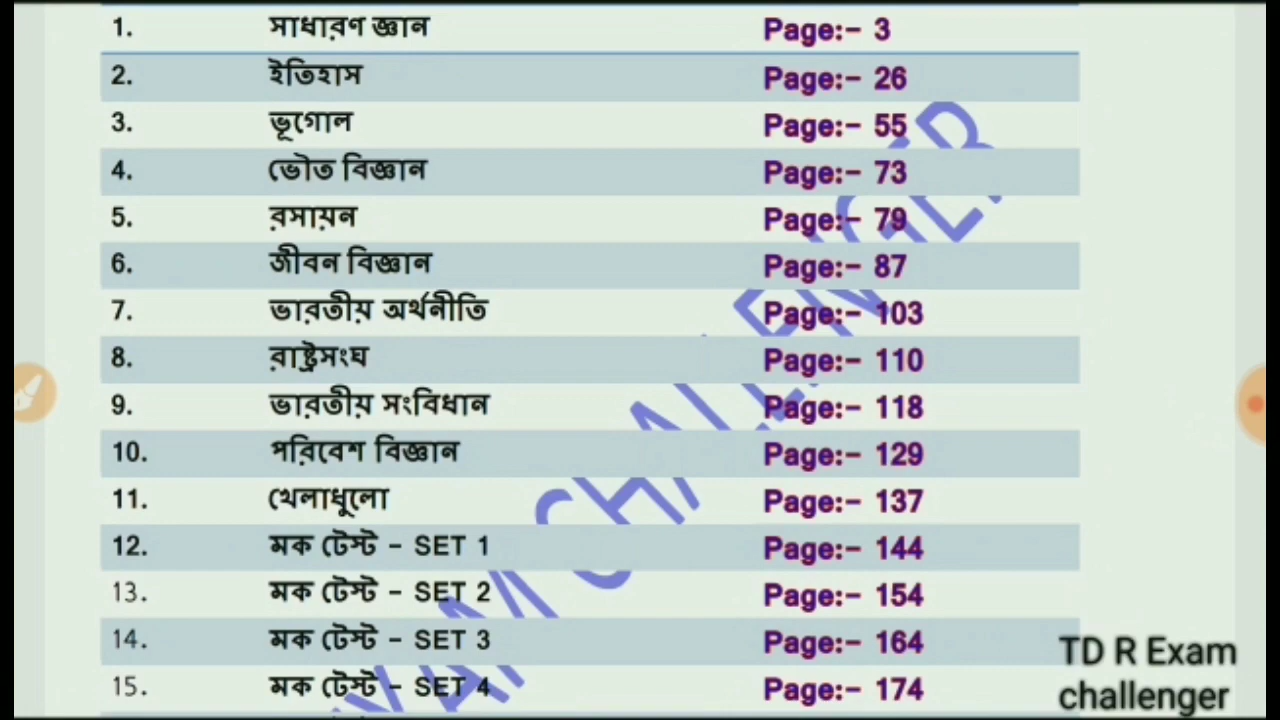 1. সাধারণ জ্ঞান Page:- 3
2. ইতিহাস Page:- 26
3. ভূগোল Page:- 55
4. ভৌত বিজ্ঞান Page:- 73
5. রসায়ন Page:- 79
6. জীবন বিজ্ঞান Page:- 87
7. ভারতীয় অর্থনীতি Page:- 103
8. রাষ্ট্রসংঘ Page:- 110
9. ভারতীয় সংবিধান Page:- 118
10. পরিবেশ বিজ্ঞান Page:- 129
11. খেলাধুলো Page:- 137
12. মক টেস্ট - SET 1 Page:- 144
13. মক টেস্ট - SET 2 Page:- 154
14. মক টেস্ট - SET 3 Page:- 164
15. মক টেস্ট - SET 4 Page:- 174
TD R Exam
challenger
CHALLENGER